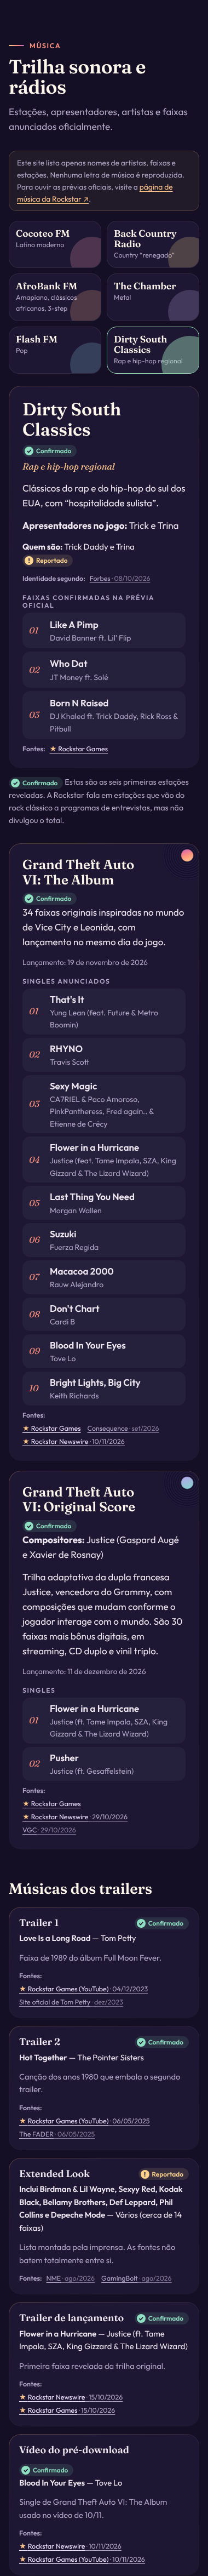 MÚSICA
Trilha sonora e
rádios
Estações, apresentadores, artistas e faixas
anunciados oficialmente.
Este site lista apenas nomes de artistas, faixas e
estações. Nenhuma letra de música é reproduzida.
Para ouvir as prévias oficiais, visite a página de
música da Rockstar ↗.
Cocoteo FM
Latino moderno
Back Country
Radio
Country “renegado”
AfroBank FM
Amapiano, clássicos
africanos, 3-step
The Chamber
Metal
Flash FM
Pop
Dirty South
Classics
Rap e hip-hop regional
Dirty South
Classics
Confirmado
Rap e hip-hop regional
Clássicos do rap e do hip-hop do sul dos
EUA, com “hospitalidade sulista”.
Apresentadores no jogo: Trick e Trina
Quem são: Trick Daddy e Trina
Reportado
Identidade segundo: Forbes · 08/10/2026
FAIXAS CONFIRMADAS NA PRÉVIA
OFICIAL
01 Like A Pimp
David Banner ft. Lil’ Flip
02 Who Dat
JT Money ft. Solé
03 Born N Raised
DJ Khaled ft. Trick Daddy, Rick Ross &
Pitbull
Fontes: ★ Rockstar Games
Confirmado Estas são as seis primeiras estações
reveladas. A Rockstar fala em estações que vão do
rock clássico a programas de entrevistas, mas não
divulgou o total.
Grand Theft Auto
VI: The Album
Confirmado
34 faixas originais inspiradas no mundo
de Vice City e Leonida, com
lançamento no mesmo dia do jogo.
Lançamento: 19 de novembro de 2026
SINGLES ANUNCIADOS
01 That's It
Yung Lean (feat. Future & Metro
Boomin)
02 RHYNO
Travis Scott
03 Sexy Magic
CA7RIEL & Paco Amoroso,
PinkPantheress, Fred again.. &
Etienne de Crécy
04 Flower in a Hurricane
Justice (feat. Tame Impala, SZA, King
Gizzard & The Lizard Wizard)
05 Last Thing You Need
Morgan Wallen
06 Suzuki
Fuerza Regida
07 Macacoa 2000
Rauw Alejandro
08 Don't Chart
Cardi B
09 Blood In Your Eyes
Tove Lo
10 Bright Lights, Big City
Keith Richards
Fontes:
★ Rockstar Games Consequence · set/2026
★ Rockstar Newswire · 10/11/2026
Grand Theft Auto
VI: Original Score
Confirmado
Compositores: Justice (Gaspard Augé
e Xavier de Rosnay)
Trilha adaptativa da dupla francesa
Justice, vencedora do Grammy, com
composições que mudam conforme o
jogador interage com o mundo. São 30
faixas mais bônus digitais, em
streaming, CD duplo e vinil triplo.
Lançamento: 11 de dezembro de 2026
SINGLES
01 Flower in a Hurricane
Justice (ft. Tame Impala, SZA, King
Gizzard & The Lizard Wizard)
02 Pusher
Justice (ft. Gesaffelstein)
Fontes:
★ Rockstar Games
★ Rockstar Newswire · 29/10/2026
VGC · 29/10/2026
Músicas dos trailers
Trailer 1 Confirmado
Love Is a Long Road — Tom Petty
Faixa de 1989 do álbum Full Moon Fever.
Fontes:
★ Rockstar Games (YouTube) · 04/12/2023
Site oficial de Tom Petty · dez/2023
Trailer 2 Confirmado
Hot Together — The Pointer Sisters
Canção dos anos 1980 que embala o segundo
trailer.
Fontes:
★ Rockstar Games (YouTube) · 06/05/2025
The FADER · 06/05/2025
Extended Look Reportado
Inclui Birdman & Lil Wayne, Sexyy Red, Kodak
Black, Bellamy Brothers, Def Leppard, Phil
Collins e Depeche Mode — Vários (cerca de 14
faixas)
Lista montada pela imprensa. As fontes não
batem totalmente entre si.
Fontes: NME · ago/2026 GamingBolt · ago/2026
Trailer de lançamento Confirmado
Flower in a Hurricane — Justice (ft. Tame
Impala, SZA, King Gizzard & The Lizard Wizard)
Primeira faixa revelada da trilha original.
Fontes:
★ Rockstar Newswire · 15/10/2026
★ Rockstar Games · 15/10/2026
Vídeo do pré-download
Confirmado
Blood In Your Eyes — Tove Lo
Single de Grand Theft Auto VI: The Album
usado no vídeo de 10/11.
Fontes:
★ Rockstar Newswire · 10/11/2026
★ Rockstar Games (YouTube) · 10/11/2026